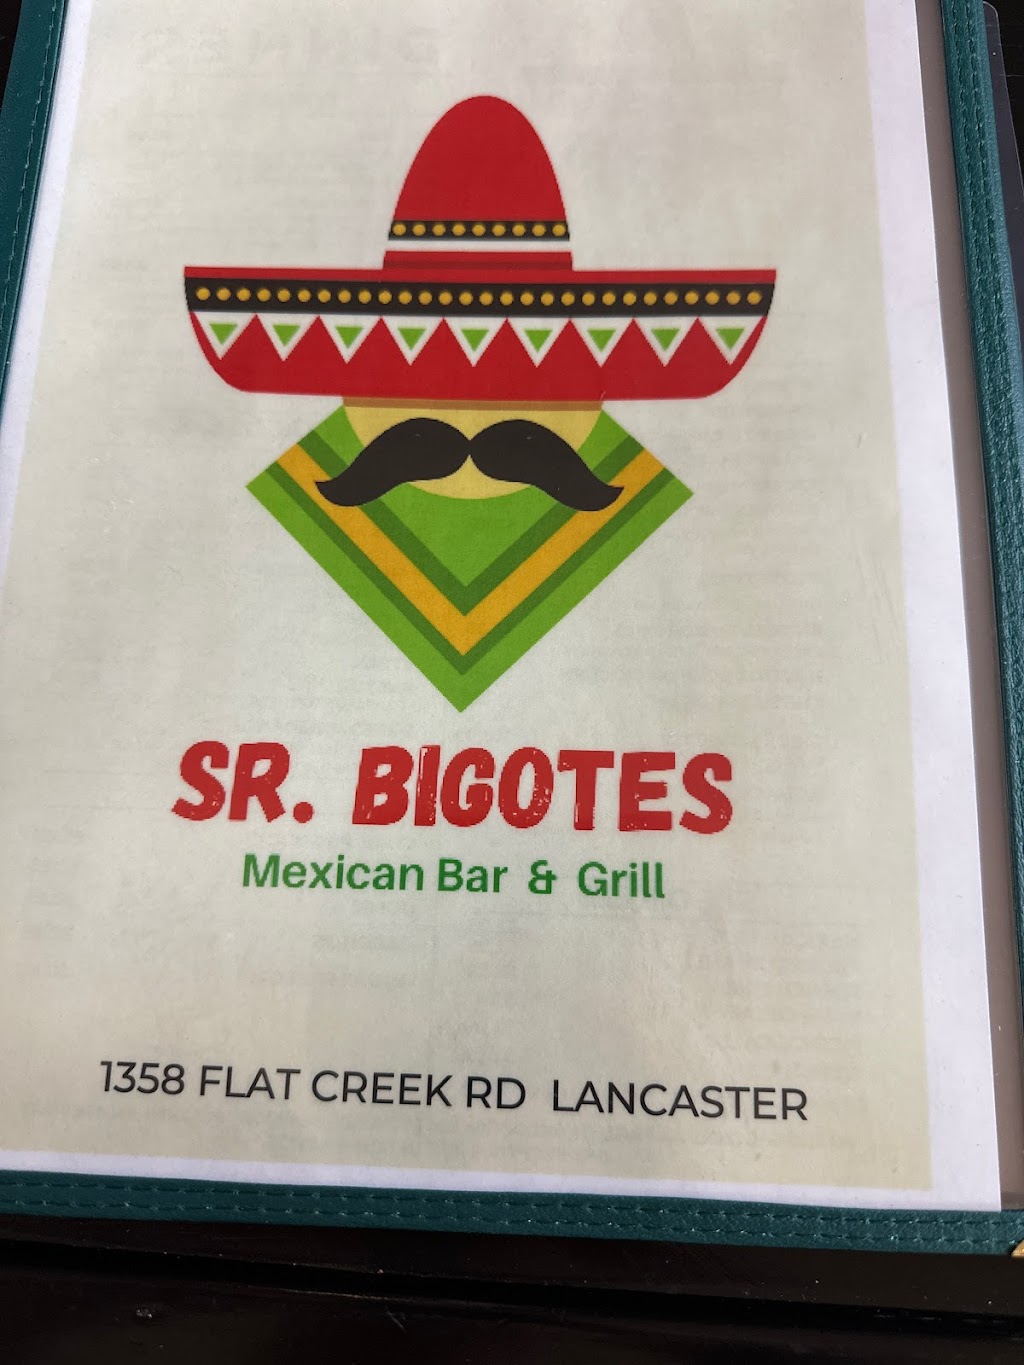 SR. BIGOTES
Mexican Bar & Grill
1358 FLAT CREEK RD LANCASTER